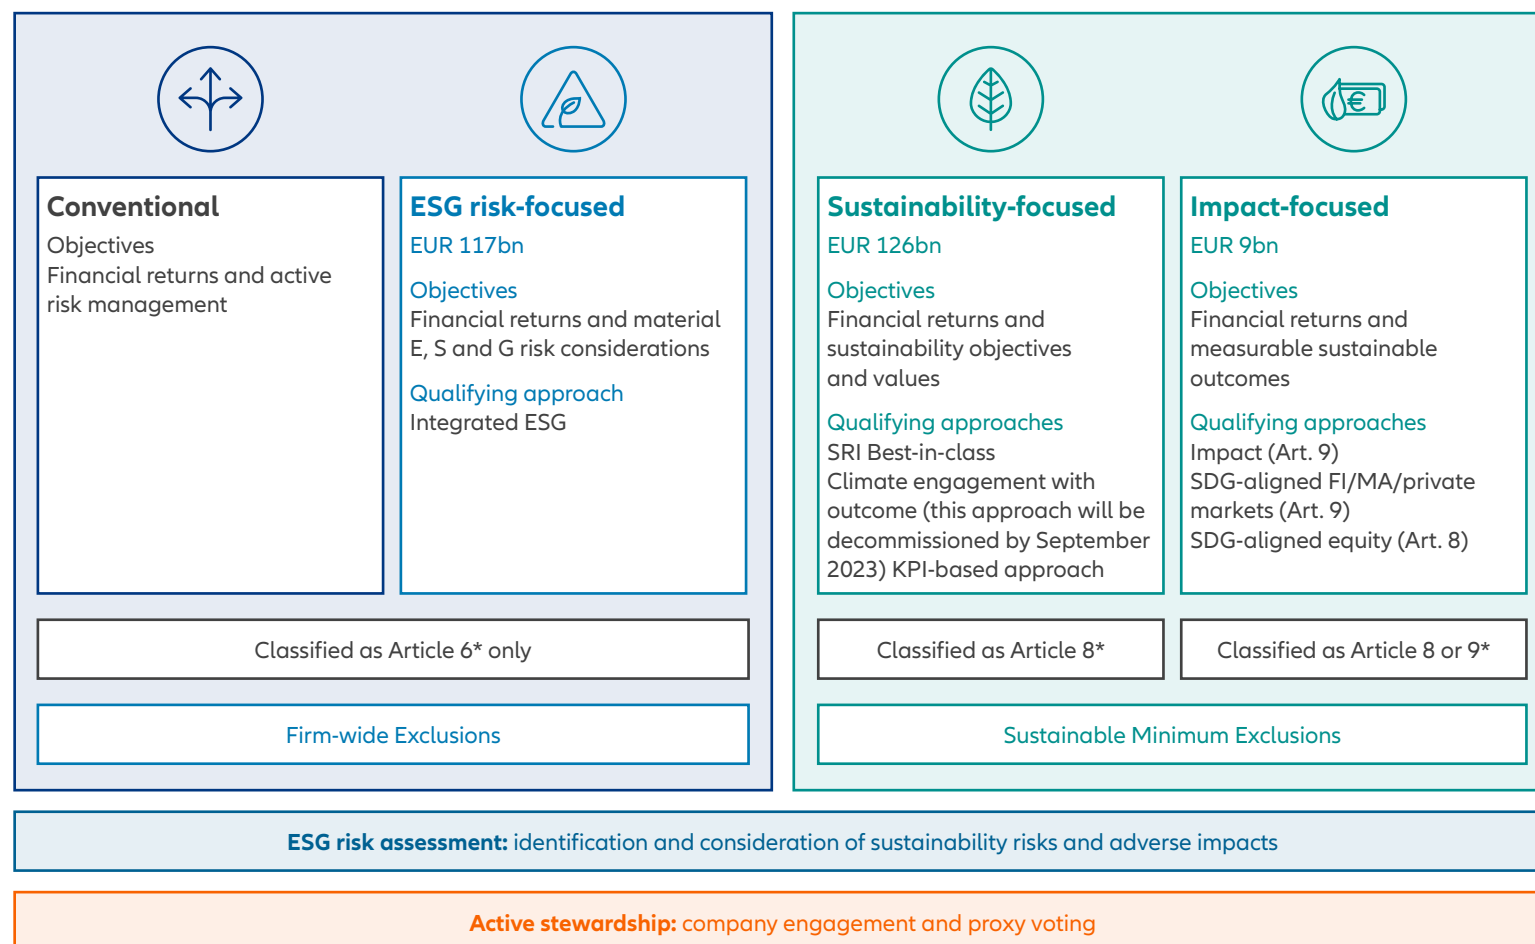 Conventional
Objectives
Financial returns and active
risk management
ESG risk-focused
EUR 117bn
Objectives
Financial returns and material
E, S and G risk considerations
Qualifying approach
Integrated ESG
Classified as Article 6* only
Firm-wide Exclusions
Sustainability-focused
EUR 126bn
Objectives
Financial returns and
sustainability objectives
and values
Qualifying approaches
SRI Best-in-class
Climate engagement with
outcome (this approach will be
decommissioned by September
2023) KPI-based approach
Classified as Article 8*
€
Impact-focused
EUR 9bn
Objectives
Financial returns and
measurable sustainable
outcomes
Qualifying approaches
Impact (Art. 9)
SDG-aligned FI/MA/private
markets (Art. 9)
SDG-aligned equity (Art. 8)
Classified as Article 8 or 9*
Sustainable Minimum Exclusions
ESG risk assessment: identification and consideration of sustainability risks and adverse impacts
Active stewardship: company engagement and proxy voting